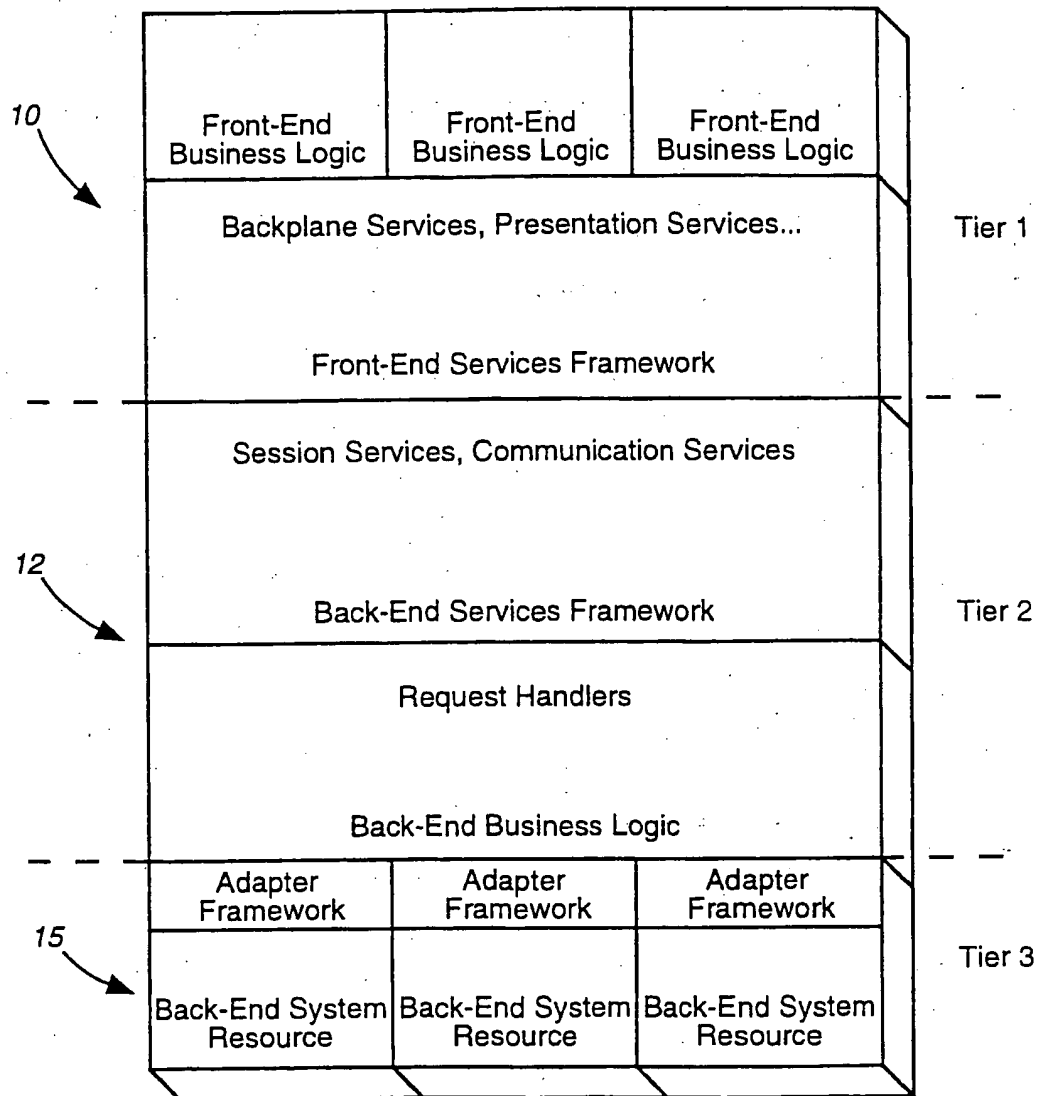 Front-End
Business Logic
Front-End
Business Logic
Front-End
Business Logic
10
Backplane Services, Presentation Services...
Tier 1
Front-End Services Framework
Session Services, Communication Services
12
Back-End Services Framework
Tier 2
Request Handlers
Back-End Business Logic
Adapter
Framework
Adapter
Framework
Adapter
Framework
15
Tier 3
Back-End System
Resource
Back-End System
Resource
Back-End System
Resource